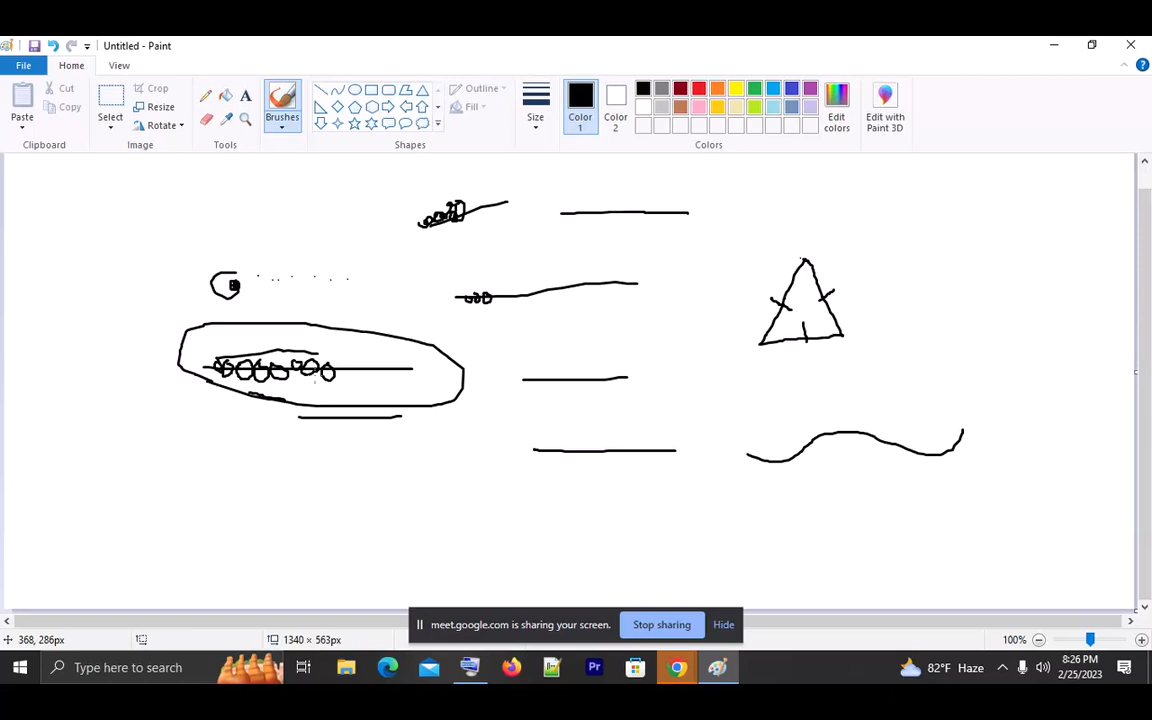 Untitled - Paint
File Home View
Paste Cut Copy Select Crop Resize Rotate A Brushes Outline Fill Size Color 1 Color 2 Edit colors Edit with Paint 3D
Clipboard Image Tools Shapes Colors
meet.google.com is sharing your screen. Stop sharing Hide
368, 286px 1340 × 563px 100%
Type here to search Pr 82°F Haze 8:26 PM 2/25/2023